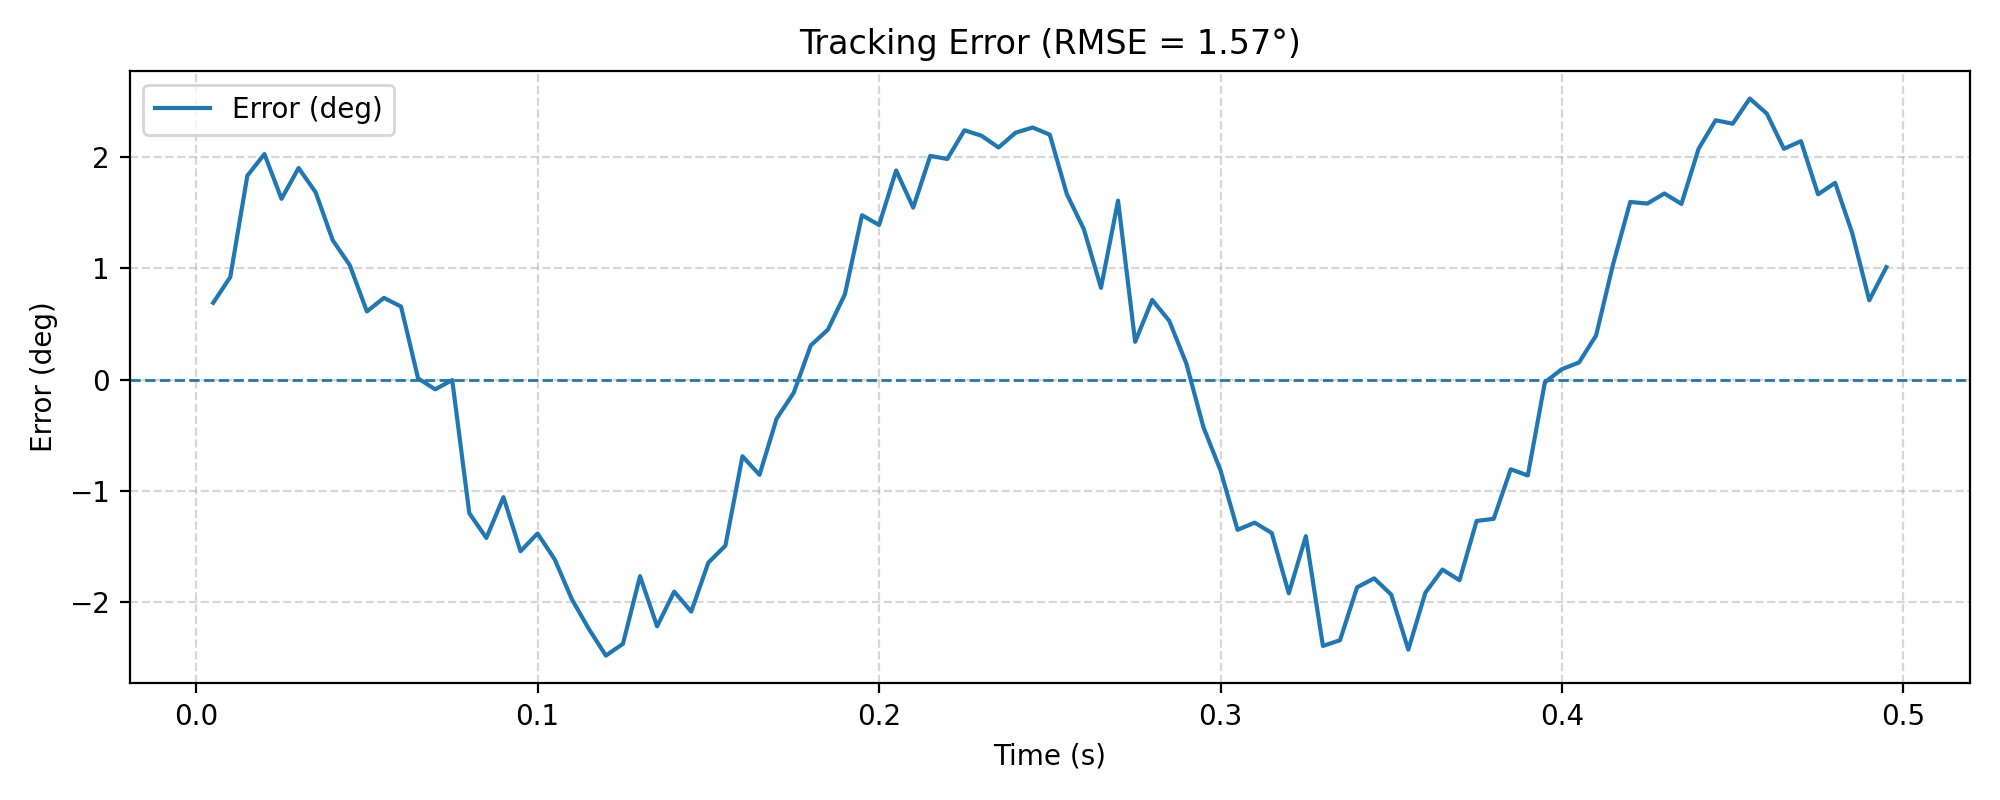 Tracking Error (RMSE = 1.57°)
Error (deg)
Error (deg)
2
1
0
−1
−2
0.0 0.1 0.2 0.3 0.4 0.5
Time (s)